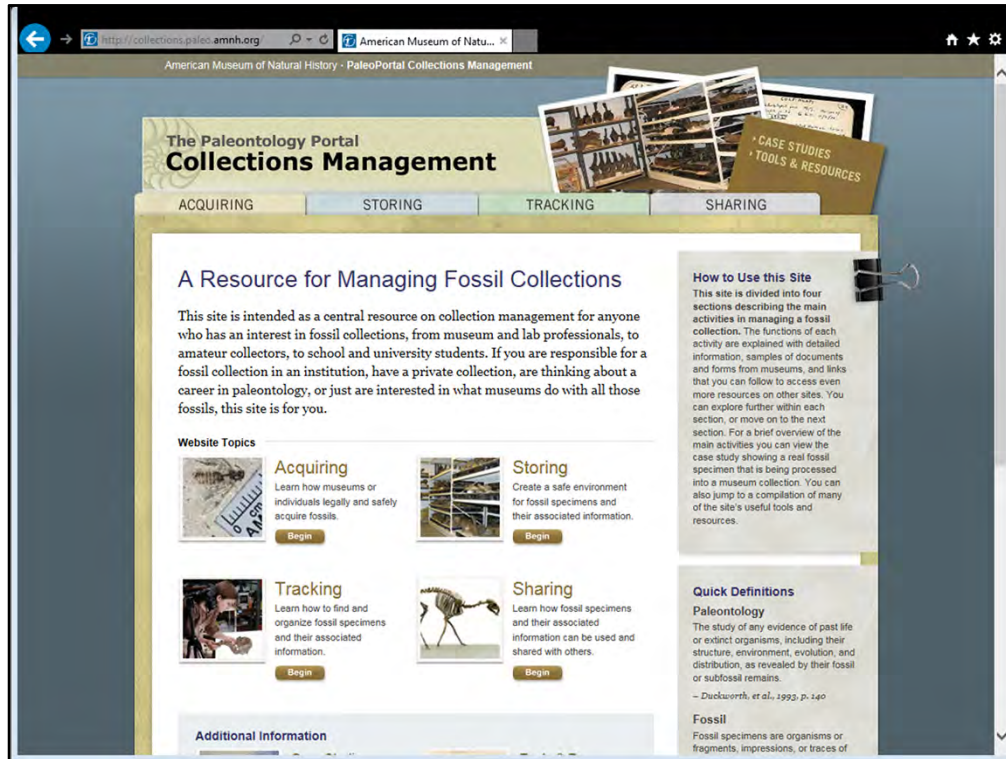 http://collections.paleo.amnh.org/
American Museum of Natu...
American Museum of Natural History - PaleoPortal Collections Management
The Paleontology Portal
Collections Management
CASE STUDIES
TOOLS & RESOURCES
ACQUIRING
STORING
TRACKING
SHARING
A Resource for Managing Fossil Collections
This site is intended as a central resource on collection management for anyone
who has an interest in fossil collections, from museum and lab professionals, to
amateur collectors, to school and university students. If you are responsible for a
fossil collection in an institution, have a private collection, are thinking about a
career in paleontology, or just are interested in what museums do with all those
fossils, this site is for you.
Website Topics
Acquiring
Learn how museums or
individuals legally and safely
acquire fossils.
Begin
Storing
Create a safe environment
for fossil specimens and
their associated information.
Begin
Tracking
Learn how to find and
organize fossil specimens
and their associated
information.
Begin
Sharing
Learn how fossil specimens
and their associated
information can be used and
shared with others.
Begin
Additional Information
How to Use this Site
This site is divided into four
sections describing the main
activities in managing a fossil
collection. The functions of each
activity are explained with detailed
information, samples of documents
and forms from museums, and links
that you can follow to access even
more resources on other sites. You
can explore further within each
section, or move on to the next
section. For a brief overview of the
main activities you can view the
case study showing a real fossil
specimen that is being processed
into a museum collection. You can
also jump to a compilation of many
of the site's useful tools and
resources.
Quick Definitions
Paleontology
The study of any evidence of past life
or extinct organisms, including their
structure, environment, evolution, and
distribution, as revealed by their fossil
or subfossil remains.
– Duckworth, et al., 1993, p. 140
Fossil
Fossil specimens are organisms or
fragments, impressions, or traces of